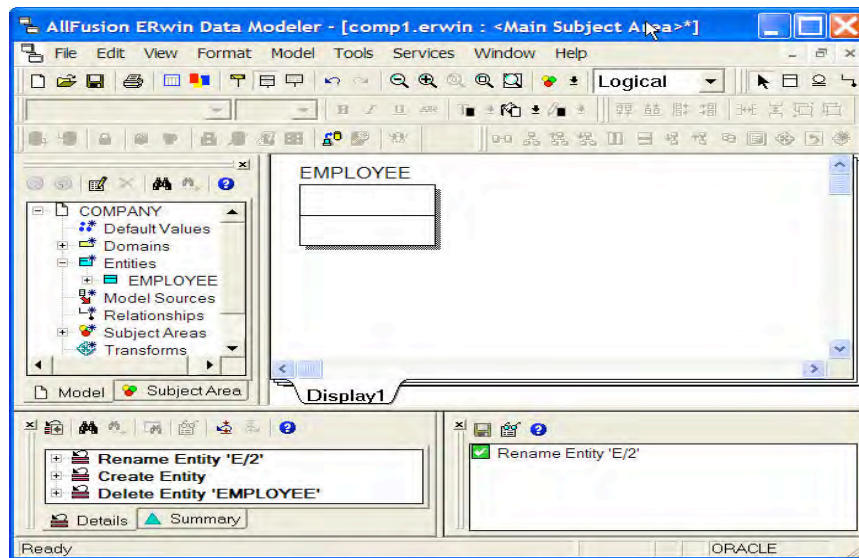 AllFusion ERwin Data Modeler - [comp1.erwin : <Main Subject Area>*]
File Edit View Format Model Tools Services Window Help
Logical
EMPLOYEE
COMPANY
Default Values
Domains
Entities
EMPLOYEE
Model Sources
Relationships
Subject Areas
Transforms
Model Subject Area
Display1
Rename Entity 'E/2'
Create Entity
Delete Entity 'EMPLOYEE'
Details Summary
Rename Entity 'E/2'
Ready ORACLE